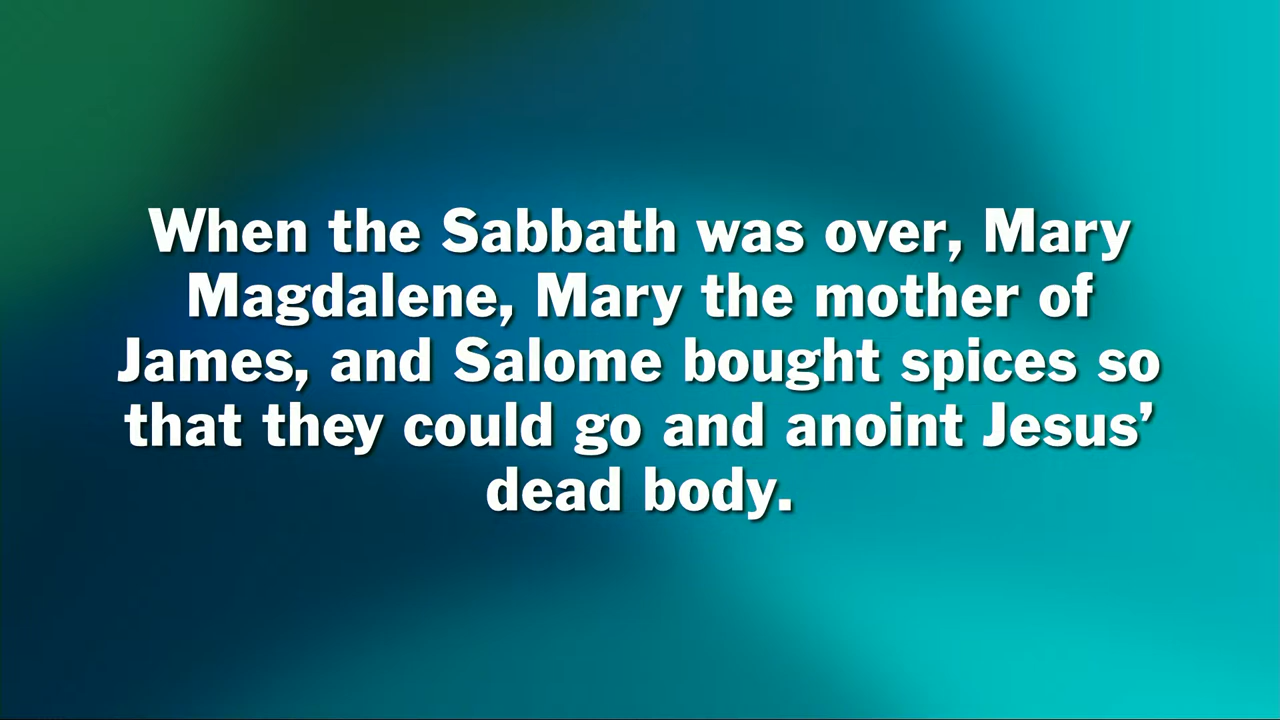 When the Sabbath was over, Mary
Magdalene, Mary the mother of
James, and Salome bought spices so
that they could go and anoint Jesus’
dead body.